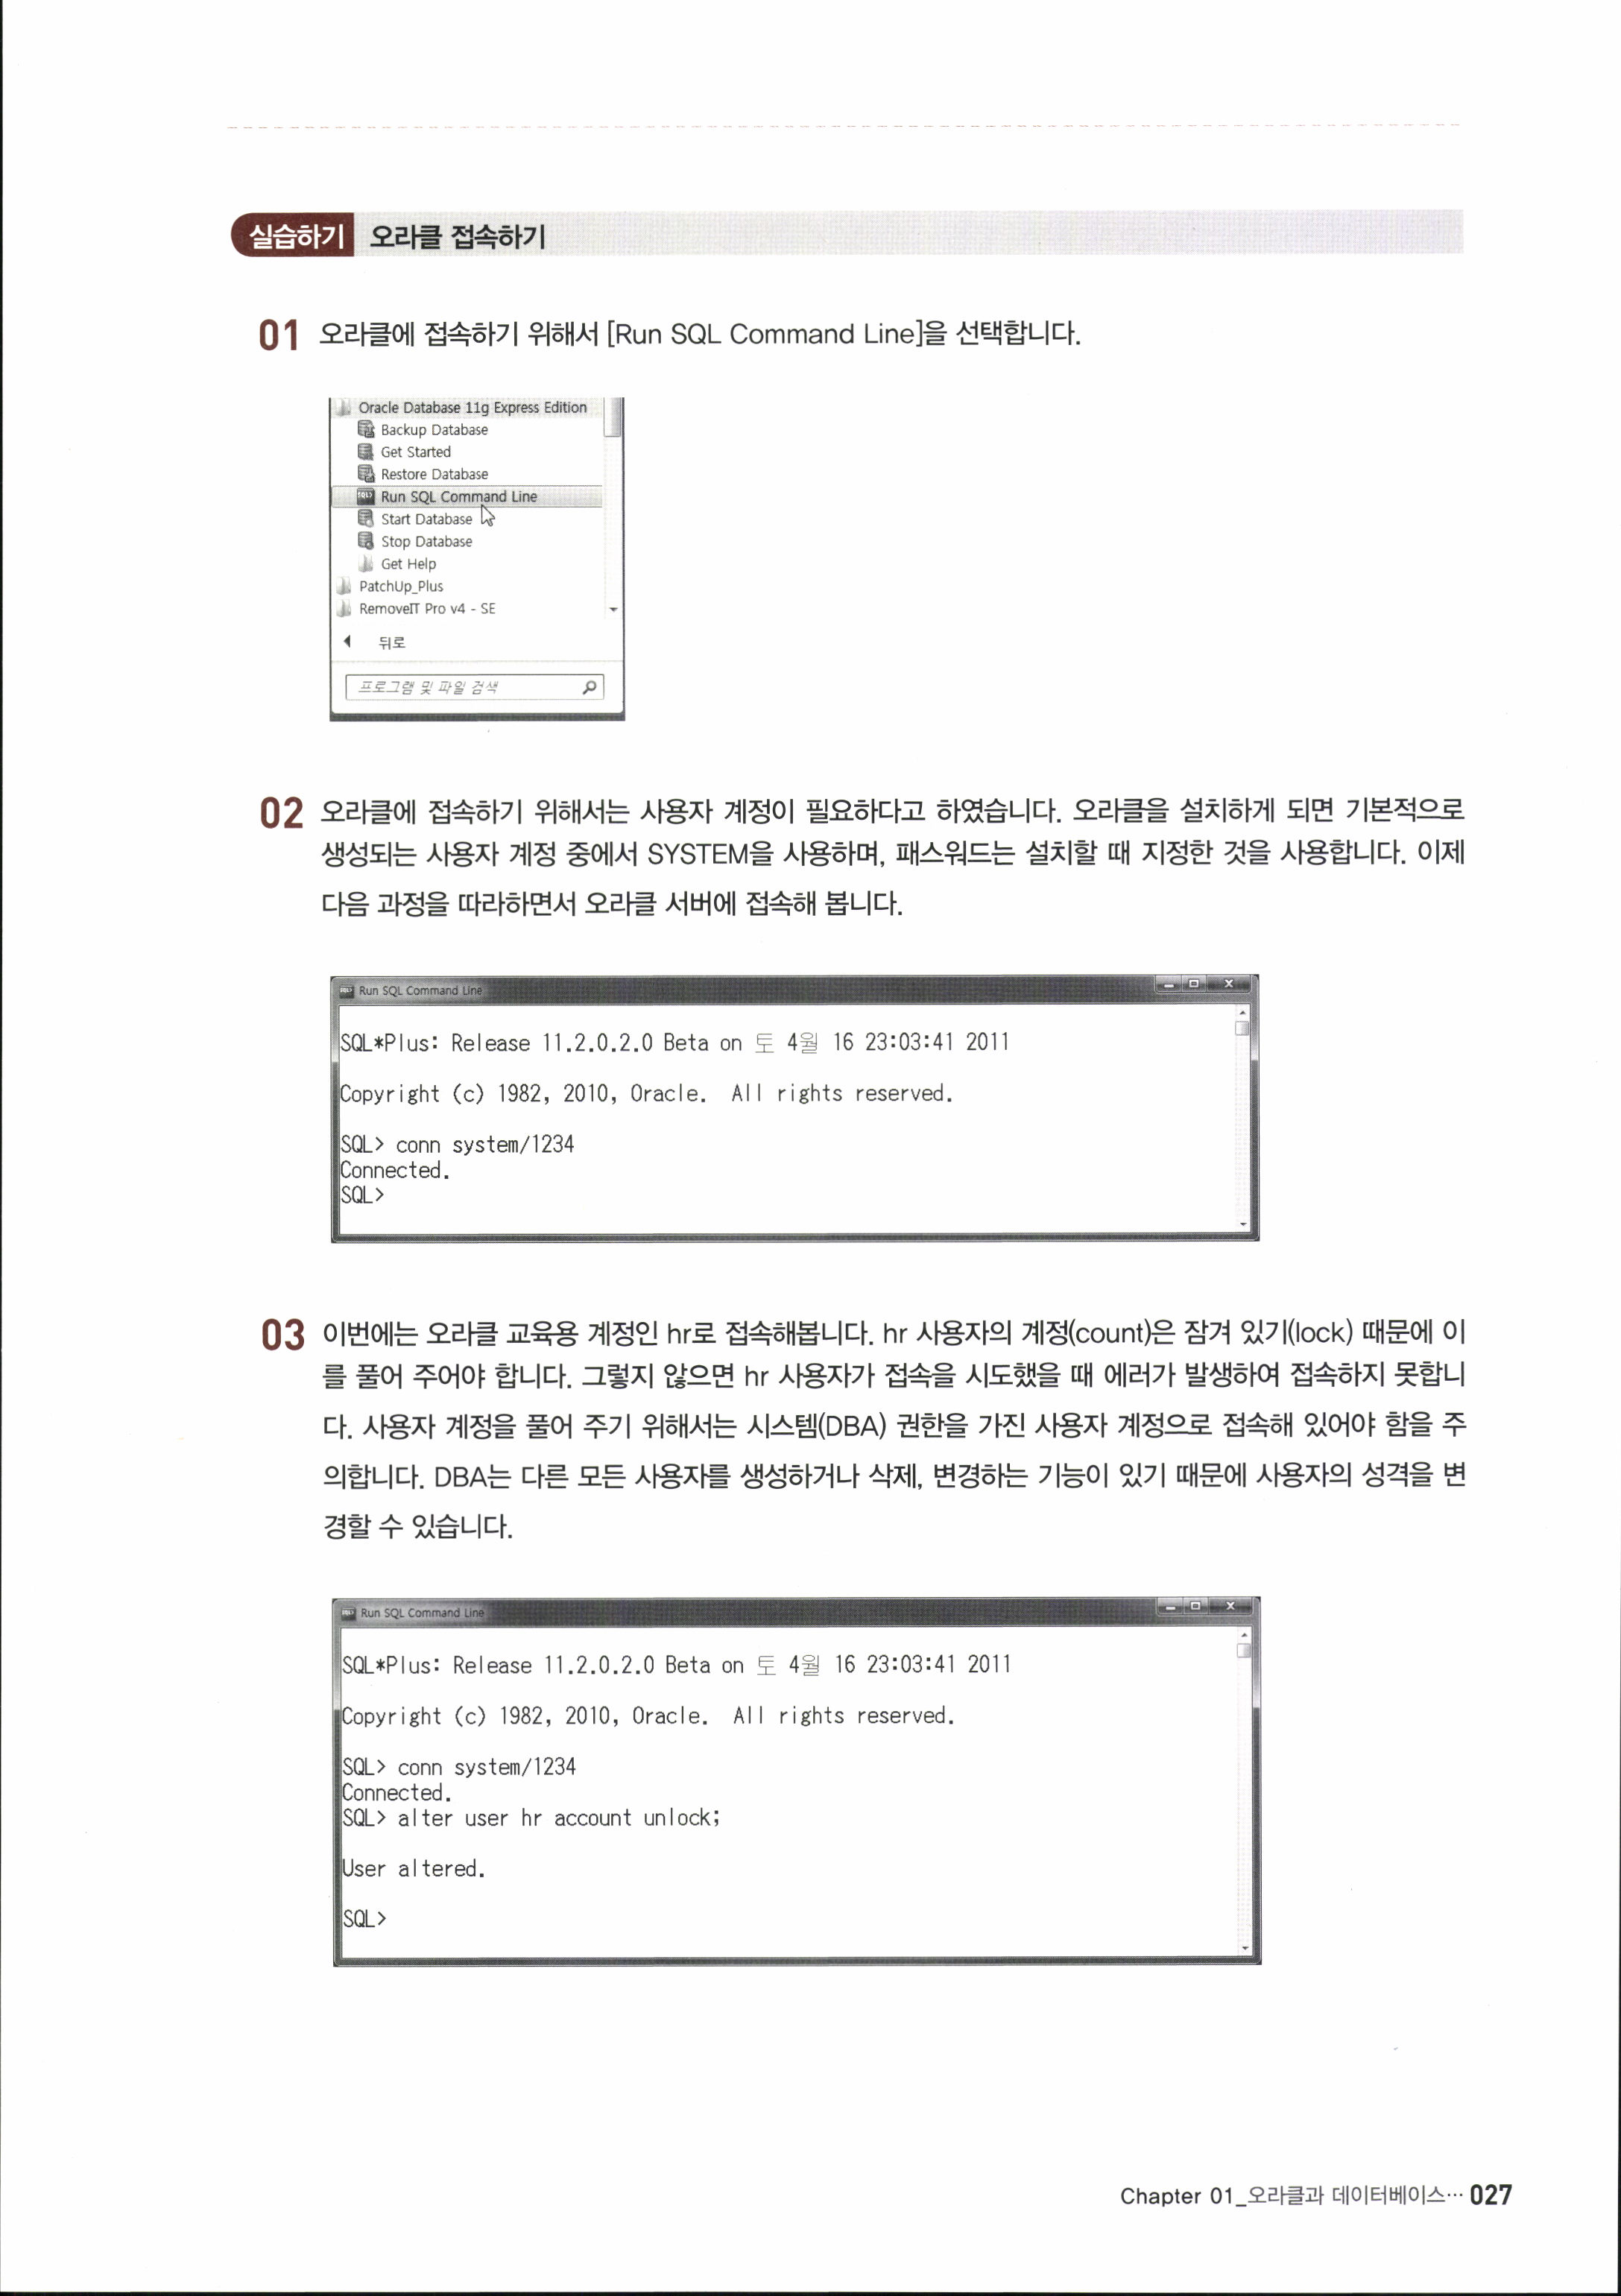 실습하기 오라클 접속하기
01 오라클에 접속하기 위해서 [Run SQL Command Line]을 선택합니다.
Oracle Database 11g Express Edition
Backup Database
Get Started
Restore Database
Run SQL Command Line
Start Database
Stop Database
Get Help
PatchUp_Plus
RemoveIT Pro v4 - SE
뒤로
프로그램 및 파일 검색
02 오라클에 접속하기 위해서는 사용자 계정이 필요하다고 하였습니다. 오라클을 설치하게 되면 기본적으로
생성되는 사용자 계정 중에서 SYSTEM을 사용하며, 패스워드는 설치할 때 지정한 것을 사용합니다. 이제
다음 과정을 따라하면서 오라클 서버에 접속해 봅니다.
Run SQL Command Line
SQL*Plus: Release 11.2.0.2.0 Beta on 토 4월 16 23:03:41 2011
Copyright (c) 1982, 2010, Oracle. All rights reserved.
SQL> conn system/1234
Connected.
SQL>
03 이번에는 오라클 교육용 계정인 hr로 접속해봅니다. hr 사용자의 계정(count)은 잠겨 있기(lock) 때문에 이
를 풀어 주어야 합니다. 그렇지 않으면 hr 사용자가 접속을 시도했을 때 에러가 발생하여 접속하지 못합니
다. 사용자 계정을 풀어 주기 위해서는 시스템(DBA) 권한을 가진 사용자 계정으로 접속해 있어야 함을 주
의합니다. DBA는 다른 모든 사용자를 생성하거나 삭제, 변경하는 기능이 있기 때문에 사용자의 성격을 변
경할 수 있습니다.
Run SQL Command Line
SQL*Plus: Release 11.2.0.2.0 Beta on 토 4월 16 23:03:41 2011
Copyright (c) 1982, 2010, Oracle. All rights reserved.
SQL> conn system/1234
Connected.
SQL> alter user hr account unlock;
User altered.
SQL>
Chapter 01_오라클과 데이터베이스… 027